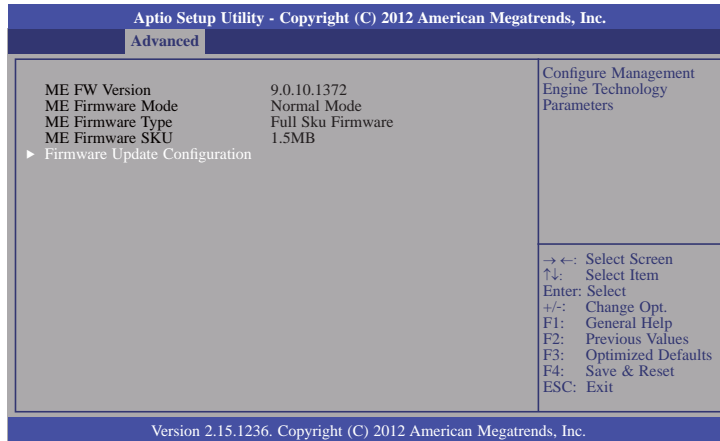 Aptio Setup Utility - Copyright (C) 2012 American Megatrends, Inc.
Advanced
ME FW Version 9.0.10.1372
ME Firmware Mode Normal Mode
ME Firmware Type Full Sku Firmware
ME Firmware SKU 1.5MB
▶ Firmware Update Configuration
Configure Management
Engine Technology
Parameters
→ ←: Select Screen
↑↓: Select Item
Enter: Select
+/-: Change Opt.
F1: General Help
F2: Previous Values
F3: Optimized Defaults
F4: Save & Reset
ESC: Exit
Version 2.15.1236. Copyright (C) 2012 American Megatrends, Inc.